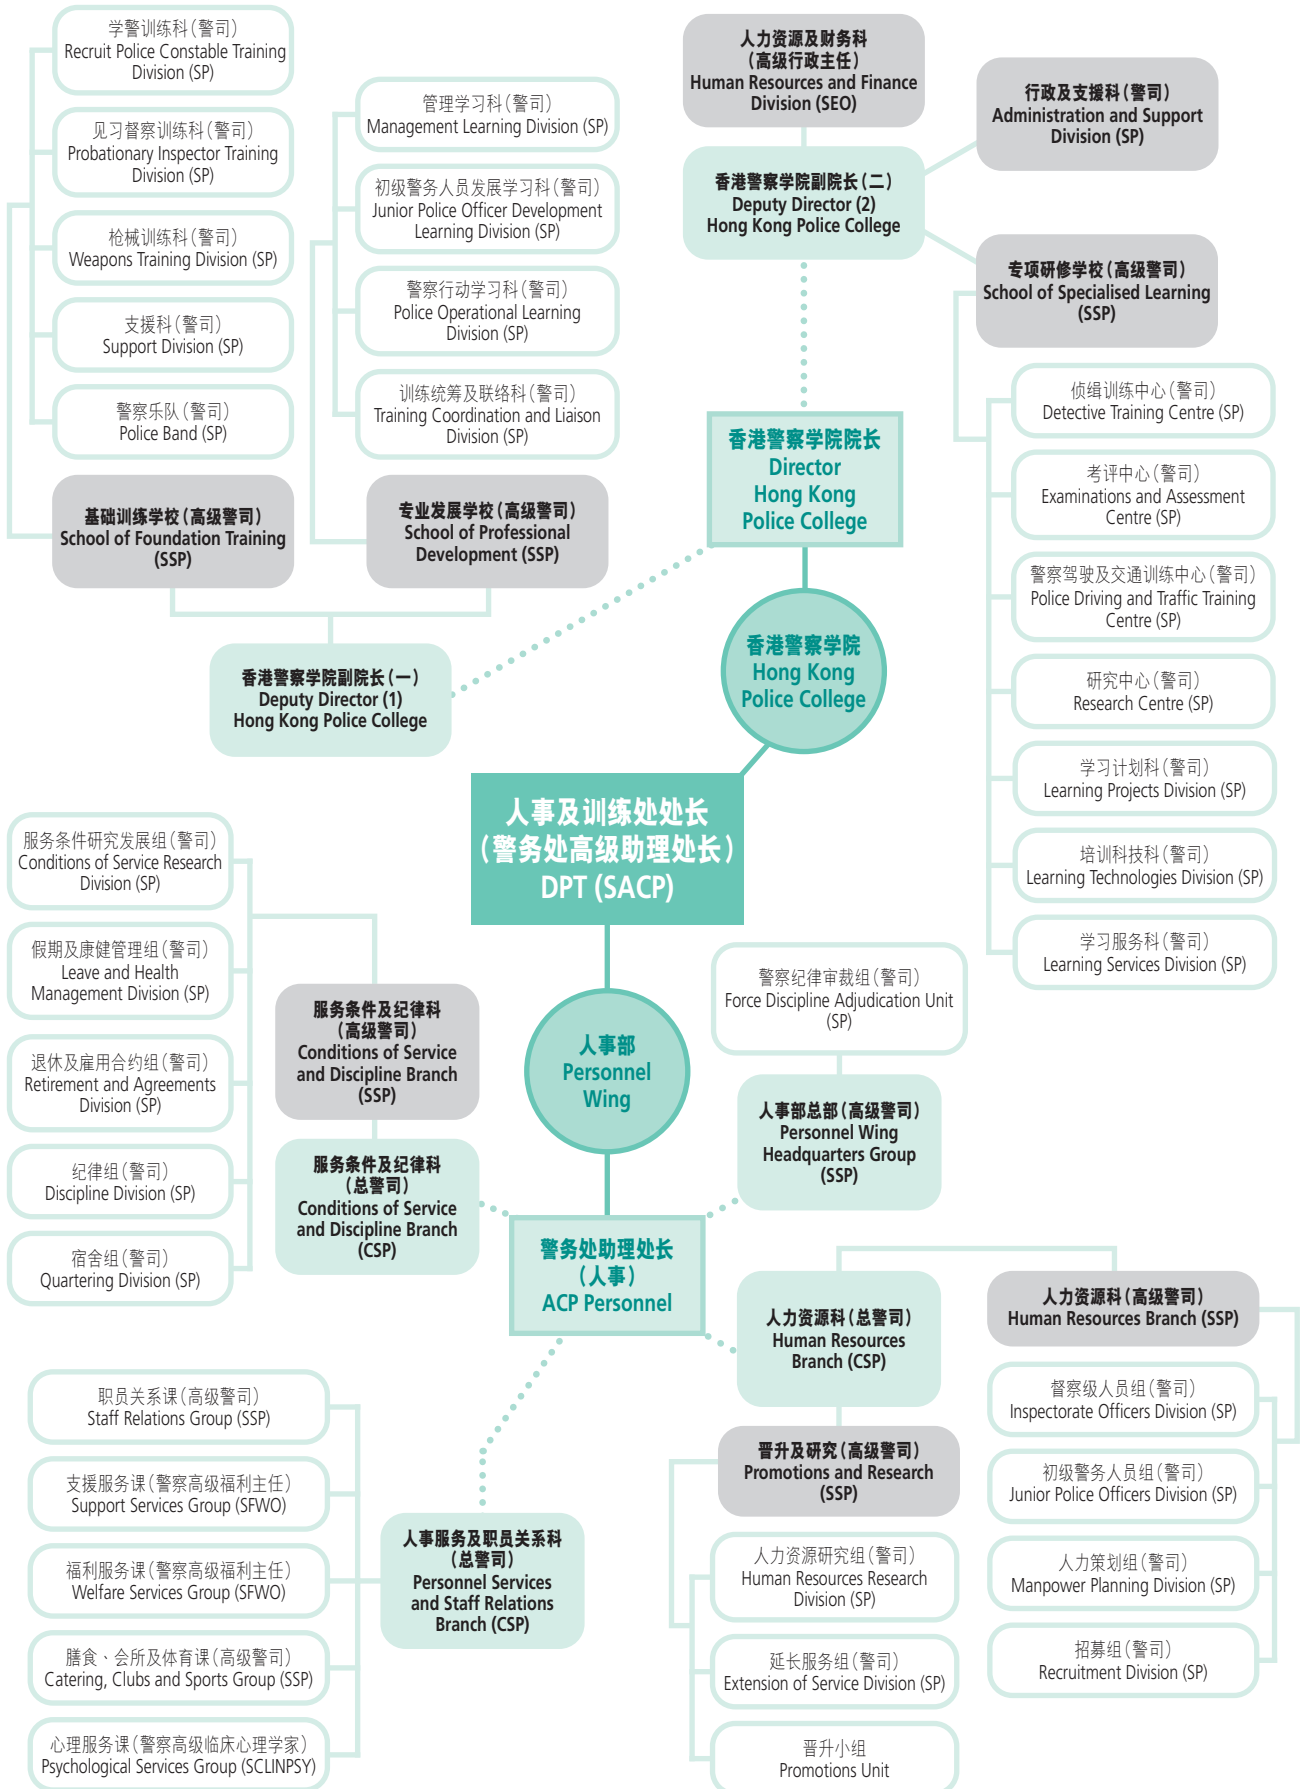 学警训练科(警司)
Recruit Police Constable Training
Division (SP)
见习督察训练科(警司)
Probationary Inspector Training
Division (SP)
枪械训练科(警司)
Weapons Training Division (SP)
支援科(警司)
Support Division (SP)
警察乐队(警司)
Police Band (SP)
基础训练学校(高级警司)
School of Foundation Training
(SSP)
管理学习科(警司)
Management Learning Division (SP)
初级警务人员发展学习科(警司)
Junior Police Officer Development
Learning Division (SP)
警察行动学习科(警司)
Police Operational Learning
Division (SP)
训练统筹及联络科(警司)
Training Coordination and Liaison
Division (SP)
专业发展学校(高级警司)
School of Professional
Development (SSP)
香港警察学院副院长(一)
Deputy Director (1)
Hong Kong Police College
人力资源及财务科
(高级行政主任)
Human Resources and Finance
Division (SEO)
行政及支援科(警司)
Administration and Support
Division (SP)
香港警察学院副院长(二)
Deputy Director (2)
Hong Kong Police College
专项研修学校(高级警司)
School of Specialised Learning
(SSP)
侦缉训练中心(警司)
Detective Training Centre (SP)
考评中心(警司)
Examinations and Assessment
Centre (SP)
警察驾驶及交通训练中心(警司)
Police Driving and Traffic Training
Centre (SP)
研究中心(警司)
Research Centre (SP)
学习计划科(警司)
Learning Projects Division (SP)
培训科技科(警司)
Learning Technologies Division (SP)
学习服务科(警司)
Learning Services Division (SP)
香港警察学院院长
Director
Hong Kong
Police College
香港警察学院
Hong Kong
Police College
人事及训练处处长
(警务处高级助理处长)
DPT (SACP)
人事部
Personnel
Wing
服务条件研究发展组(警司)
Conditions of Service Research
Division (SP)
假期及康健管理组(警司)
Leave and Health
Management Division (SP)
退休及雇用合约组(警司)
Retirement and Agreements
Division (SP)
纪律组(警司)
Discipline Division (SP)
宿舍组(警司)
Quartering Division (SP)
服务条件及纪律科
(高级警司)
Conditions of Service
and Discipline Branch
(SSP)
服务条件及纪律科
(总警司)
Conditions of Service
and Discipline Branch
(CSP)
警察纪律审裁组(警司)
Force Discipline Adjudication Unit
(SP)
人事部总部(高级警司)
Personnel Wing
Headquarters Group
(SSP)
警务处助理处长
(人事)
ACP Personnel
人力资源科(总警司)
Human Resources
Branch (CSP)
人力资源科(高级警司)
Human Resources Branch (SSP)
督察级人员组(警司)
Inspectorate Officers Division (SP)
初级警务人员组(警司)
Junior Police Officers Division (SP)
人力策划组(警司)
Manpower Planning Division (SP)
招募组(警司)
Recruitment Division (SP)
晋升及研究(高级警司)
Promotions and Research
(SSP)
人力资源研究组(警司)
Human Resources Research
Division (SP)
延长服务组(警司)
Extension of Service Division (SP)
晋升小组
Promotions Unit
职员关系课(高级警司)
Staff Relations Group (SSP)
支援服务课(警察高级福利主任)
Support Services Group (SFWO)
福利服务课(警察高级福利主任)
Welfare Services Group (SFWO)
膳食、会所及体育课(高级警司)
Catering, Clubs and Sports Group (SSP)
心理服务课(警察高级临床心理学家)
Psychological Services Group (SCLINPSY)
人事服务及职员关系科
(总警司)
Personnel Services
and Staff Relations
Branch (CSP)